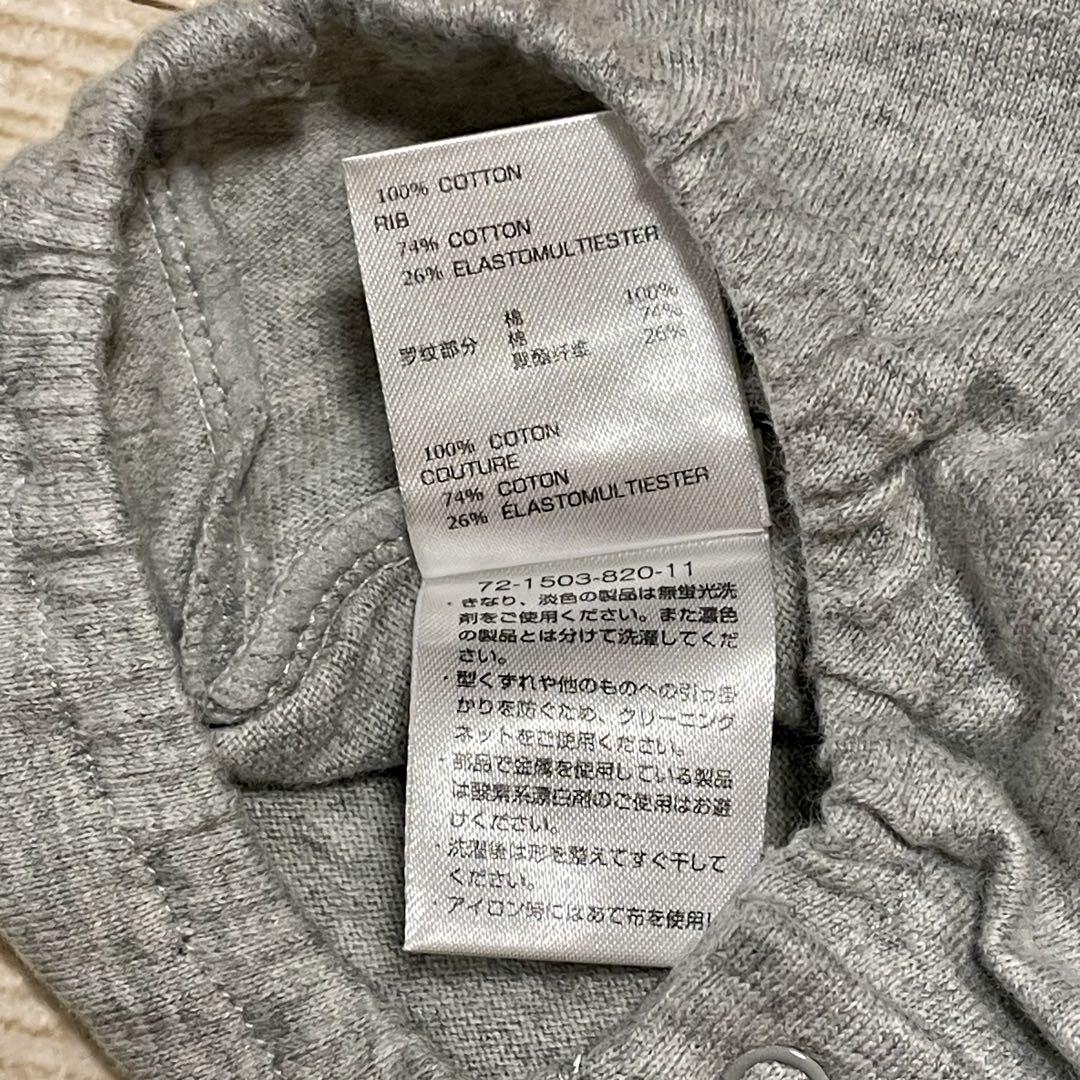 100% COTTON
RIB
74% COTTON
26% ELASTOMULTIESTER
棉 100%
罗纹部分 棉 74%
聚酯纤维 26%
100% COTON
COUTURE
74% COTON
26% ÉLASTOMULTIESTER
72-1503-820-11
・きなり、淡色の製品は無蛍光洗
剤をご使用ください。また濃色
の製品とは分けて洗濯してくだ
さい。
・型くずれや他のものへの引っ掛
かりを防ぐため、クリーニング
ネットをご使用ください。
・部品で金属を使用している製品
は酸素系漂白剤のご使用はお避
けください。
・洗濯後は形を整えてすぐ干して
ください。
・アイロン時にはあて布を使用し